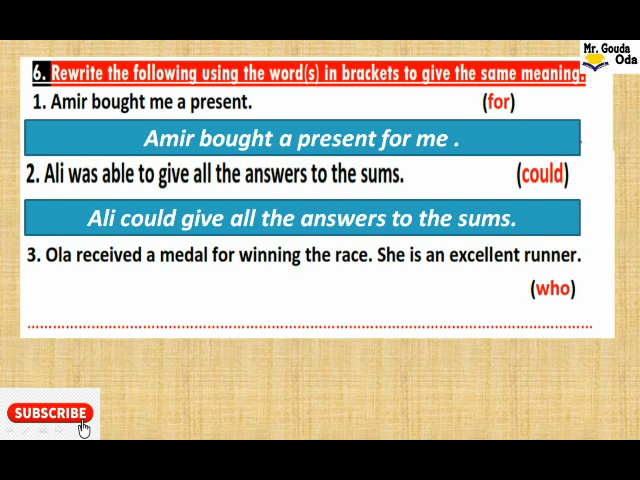 Mr. Gouda
Oda
6. Rewrite the following using the word(s) in brackets to give the same meaning.
1. Amir bought me a present. (for)
Amir bought a present for me .
2. Ali was able to give all the answers to the sums. (could)
Ali could give all the answers to the sums.
3. Ola received a medal for winning the race. She is an excellent runner.
(who)
SUBSCRIBE